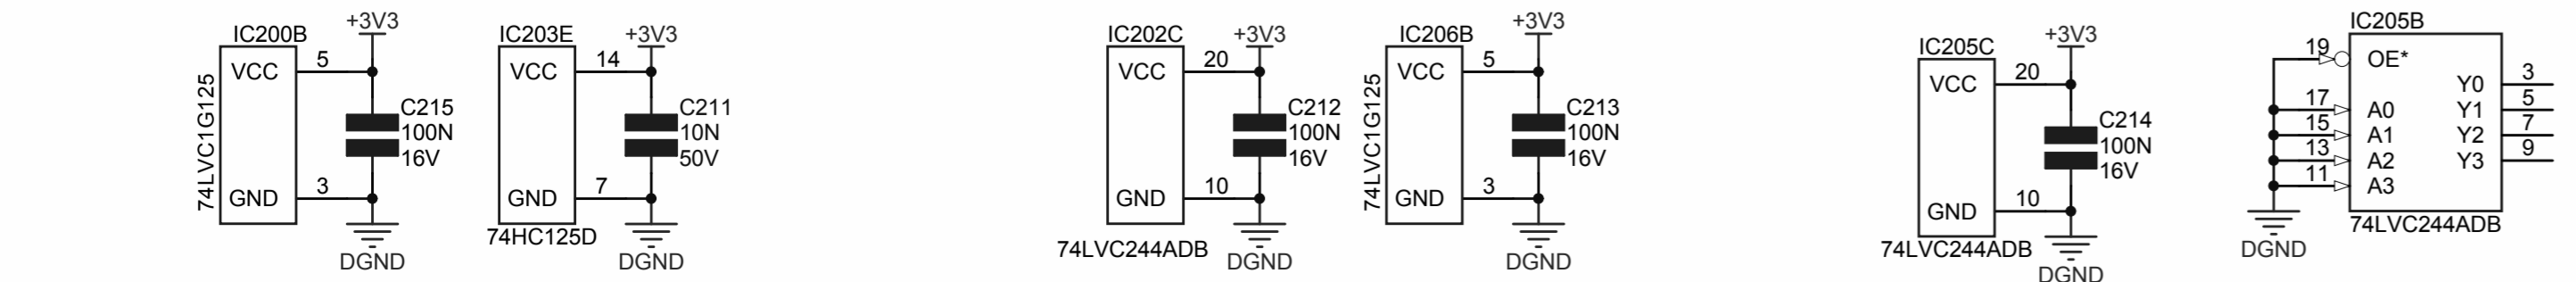 IC200B
+3V3
VCC
5
74LVC1G125
C215
100N
16V
GND
3
DGND
IC203E
+3V3
VCC
14
C211
10N
50V
GND
7
74HC125D
DGND
IC202C
+3V3
VCC
20
C212
100N
16V
GND
10
74LVC244ADB
DGND
IC206B
+3V3
VCC
5
74LVC1G125
C213
100N
16V
GND
3
DGND
IC205C
+3V3
VCC
20
C214
100N
16V
GND
10
74LVC244ADB
DGND
IC205B
19
OE*
Y0
3
17
A0
Y1
5
15
A1
Y2
7
13
A2
Y3
9
11
A3
74LVC244ADB
DGND